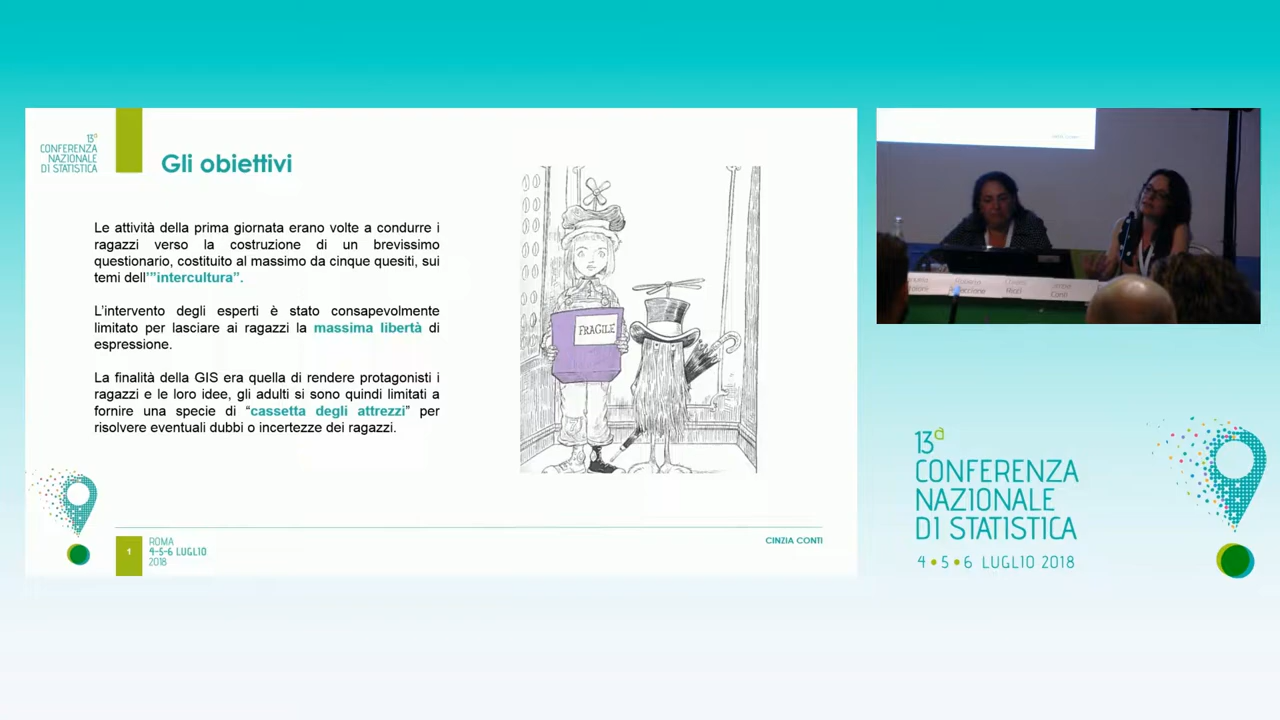 13ª
CONFERENZA
NAZIONALE
DI STATISTICA
Gli obiettivi
Le attività della prima giornata erano volte a condurre i
ragazzi verso la costruzione di un brevissimo
questionario, costituito al massimo da cinque quesiti, sui
temi dell'"intercultura".
L'intervento degli esperti è stato consapevolmente
limitato per lasciare ai ragazzi la massima libertà di
espressione.
La finalità della GIS era quella di rendere protagonisti i
ragazzi e le loro idee, gli adulti si sono quindi limitati a
fornire una specie di "cassetta degli attrezzi" per
risolvere eventuali dubbi o incertezze dei ragazzi.
FRAGILE
1
ROMA
4-5-6 LUGLIO
2018
CINZIA CONTI
Ricci
Conti
13ª
CONFERENZA
NAZIONALE
DI STATISTICA
4 • 5 • 6 LUGLIO 2018